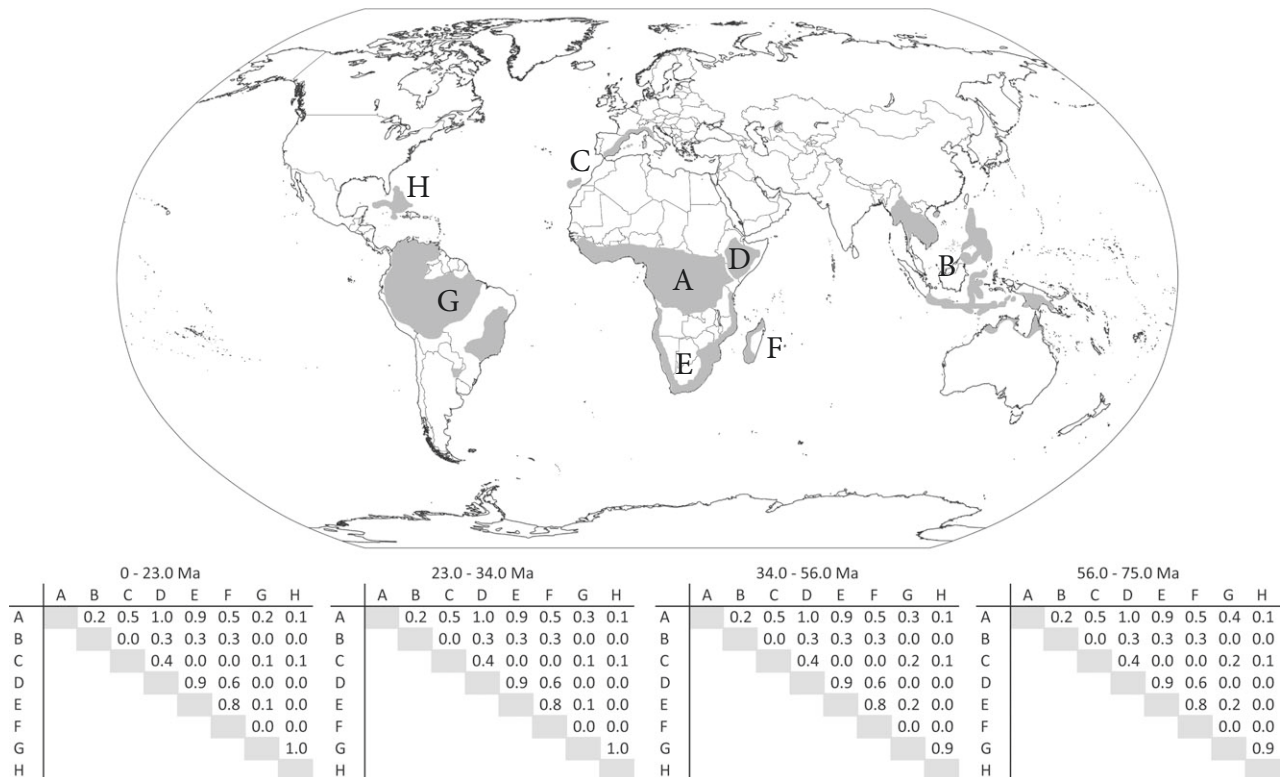 C
H
D
B
A
G
F
E
0 - 23.0 Ma 23.0 - 34.0 Ma 34.0 - 56.0 Ma 56.0 - 75.0 Ma
A B C D E F G H A B C D E F G H A B C D E F G H A B C D E F G H
A 0.2 0.5 1.0 0.9 0.5 0.2 0.1 A 0.2 0.5 1.0 0.9 0.5 0.3 0.1 A 0.2 0.5 1.0 0.9 0.5 0.3 0.1 A 0.2 0.5 1.0 0.9 0.5 0.4 0.1
B 0.0 0.3 0.3 0.3 0.0 0.0 B 0.0 0.3 0.3 0.3 0.0 0.0 B 0.0 0.3 0.3 0.3 0.0 0.0 B 0.0 0.3 0.3 0.3 0.0 0.0
C 0.4 0.0 0.0 0.1 0.1 C 0.4 0.0 0.0 0.1 0.1 C 0.4 0.0 0.0 0.2 0.1 C 0.4 0.0 0.0 0.2 0.1
D 0.9 0.6 0.0 0.0 D 0.9 0.6 0.0 0.0 D 0.9 0.6 0.0 0.0 D 0.9 0.6 0.0 0.0
E 0.8 0.1 0.0 E 0.8 0.1 0.0 E 0.8 0.2 0.0 E 0.8 0.2 0.0
F 0.0 0.0 F 0.0 0.0 F 0.0 0.0 F 0.0 0.0
G 1.0 G 1.0 G 0.9 G 0.9
H H H H